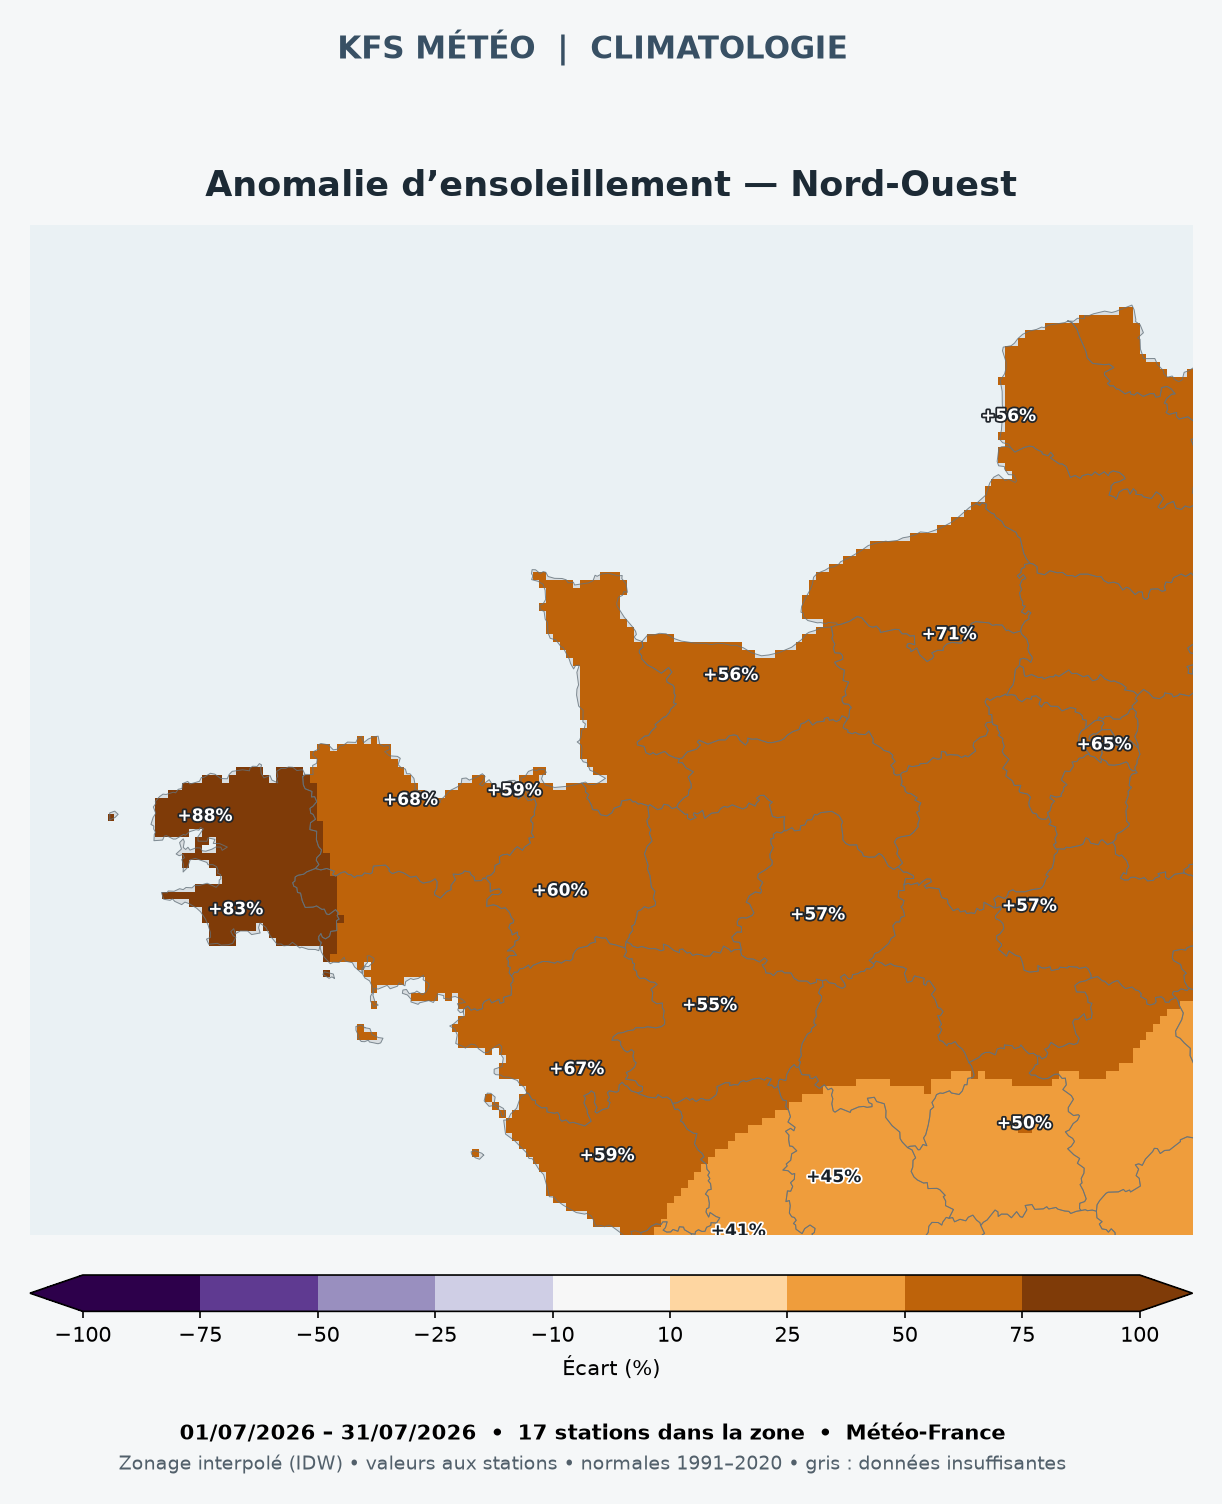 KFS MÉTÉO | CLIMATOLOGIE
Anomalie d’ensoleillement — Nord-Ouest
+56%
+71%
+56%
+65%
+59%
+68%
+88%
+60%
+57%
+57%
+83%
+55%
+67%
+50%
+59%
+45%
+41%
−100 −75 −50 −25 −10 10 25 50 75 100
Écart (%)
01/07/2026 – 31/07/2026 • 17 stations dans la zone • Météo-France
Zonage interpolé (IDW) • valeurs aux stations • normales 1991–2020 • gris : données insuffisantes